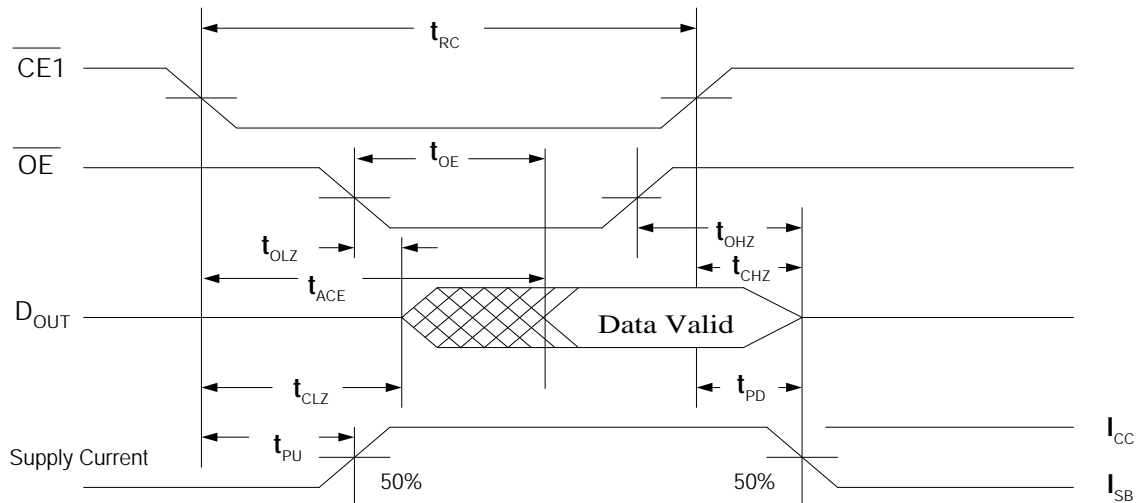 tRC
CE1
tOE
OE
tOHZ
tOLZ
tCHZ
tACE
DOUT
Data Valid
tCLZ
tPD
tPU
ICC
Supply Current
50%
50%
ISB